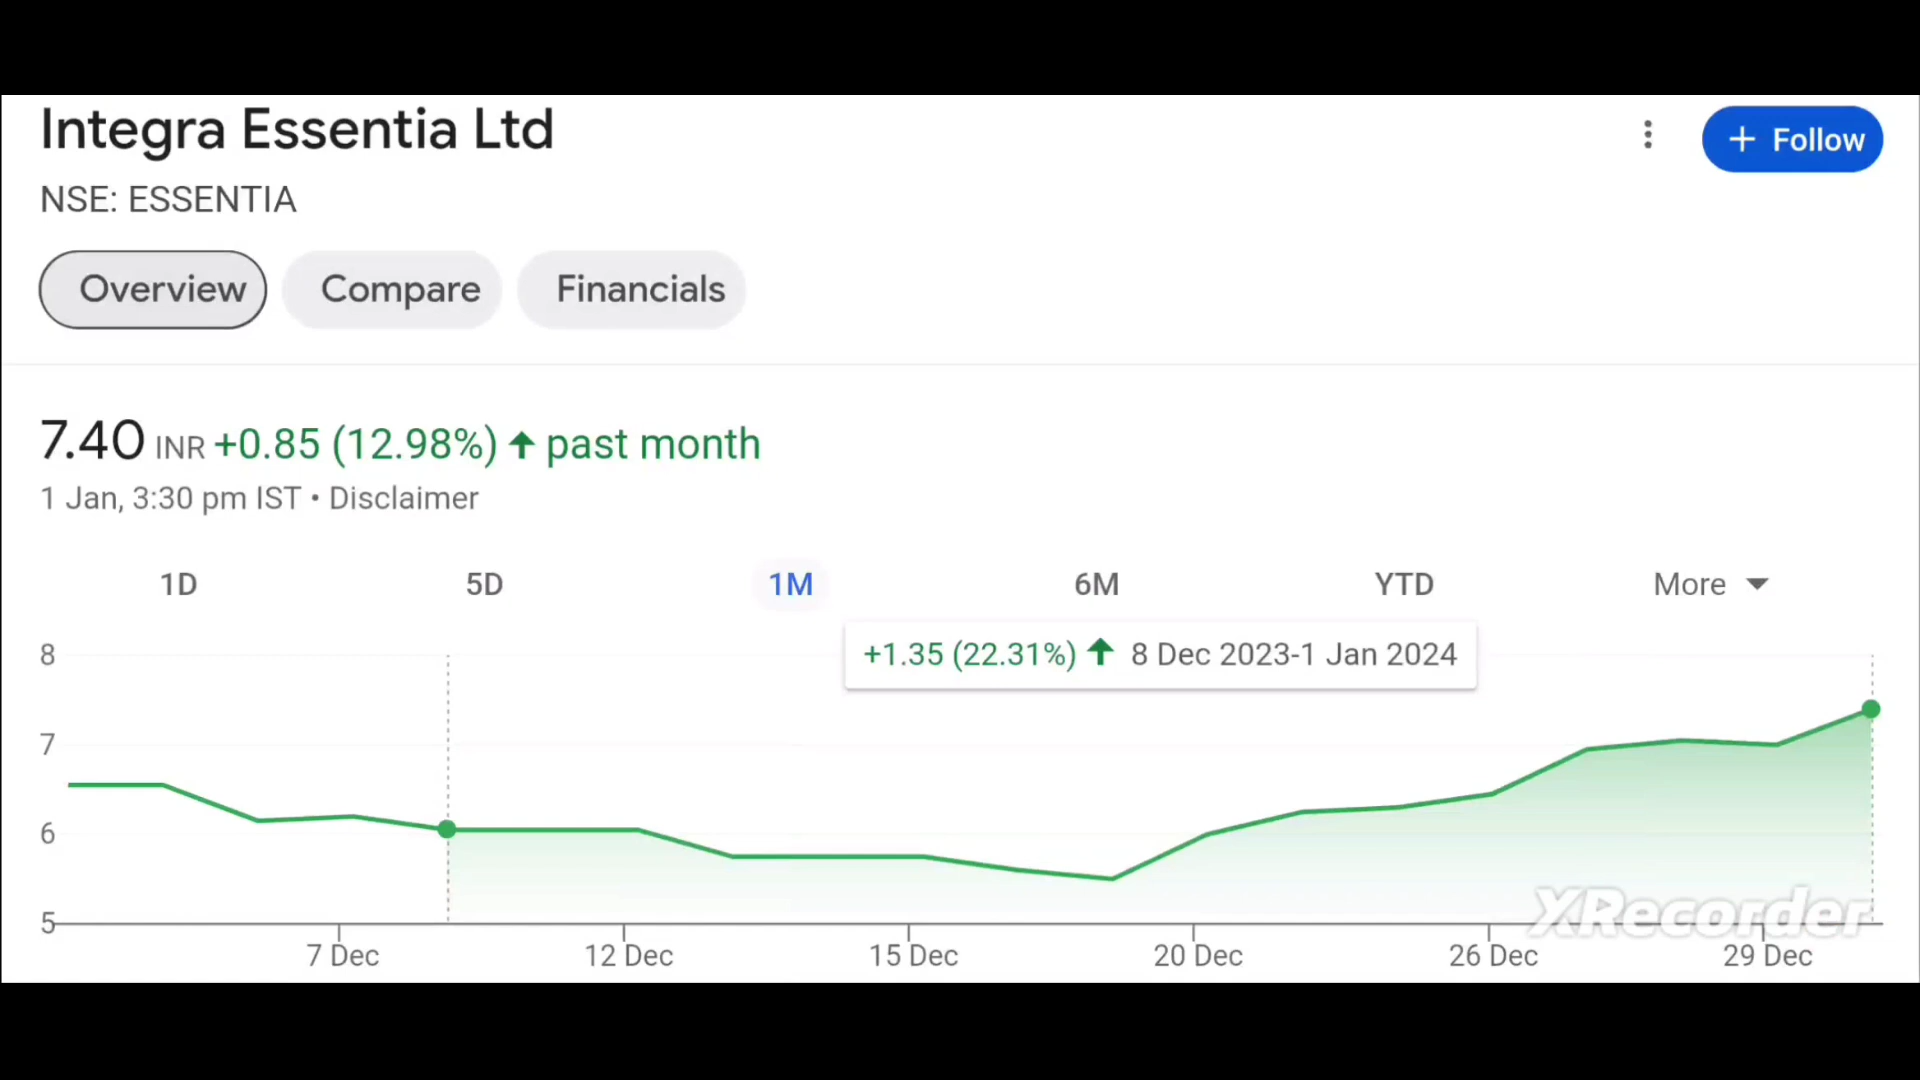 Integra Essentia Ltd
+ Follow
NSE: ESSENTIA
Overview Compare Financials
7.40 INR +0.85 (12.98%) ↑ past month
1 Jan, 3:30 pm IST • Disclaimer
1D 5D 1M 6M YTD More
+1.35 (22.31%) ↑ 8 Dec 2023-1 Jan 2024
8
7
6
5
7 Dec 12 Dec 15 Dec 20 Dec 26 Dec 29 Dec
XRecorder